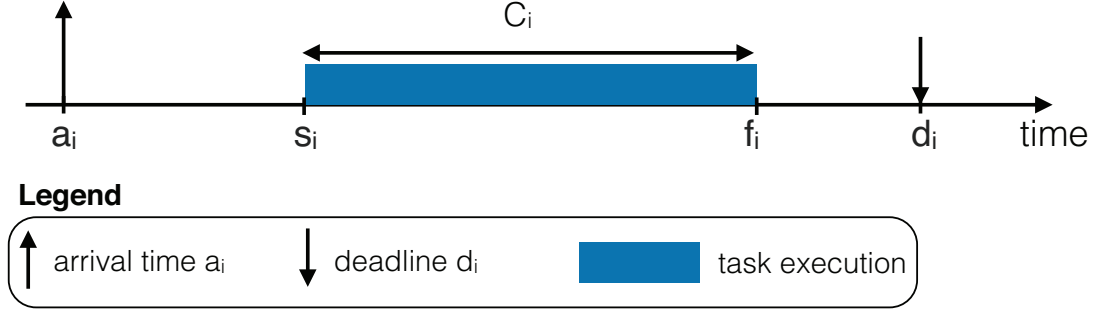 Cᵢ
aᵢ sᵢ fᵢ dᵢ time
Legend
arrival time aᵢ deadline dᵢ task execution